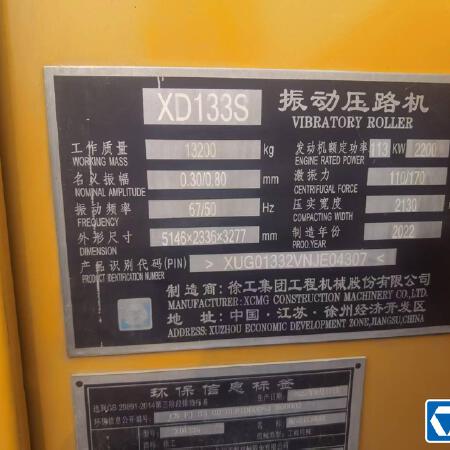 XD133S 振动压路机
VIBRATORY ROLLER
工作质量 13200 kg 发动机额定功率 113 KW 2200
WORKING MASS ENGINE RATED POWER
名义振幅 0.30/0.80 mm 激振力 110/170
NOMINAL AMPLITUDE CENTRIFUGAL FORCE
振动频率 67/50 Hz 压实宽度 2130
FREQUENCY COMPACTING WIDTH
外形尺寸 5146×2336×3277 mm 制造年份 2022
DIMENSION PROO.YEAR
产品识别代码(PIN) > XUG01332VNJE04307 <
PRODUCT IDENTIFICATION NUMBER
制造商: 徐工集团工程机械股份有限公司
MANUFACTURER: XCMG CONSTRUCTION MACHINERY CO.,LTD
地址: 中国·江苏·徐州经济开发区
ADDRESS: XUZHOU ECONOMIC DEVELOPMENT ZONE,JIANGSU,CHINA
环保信息标签